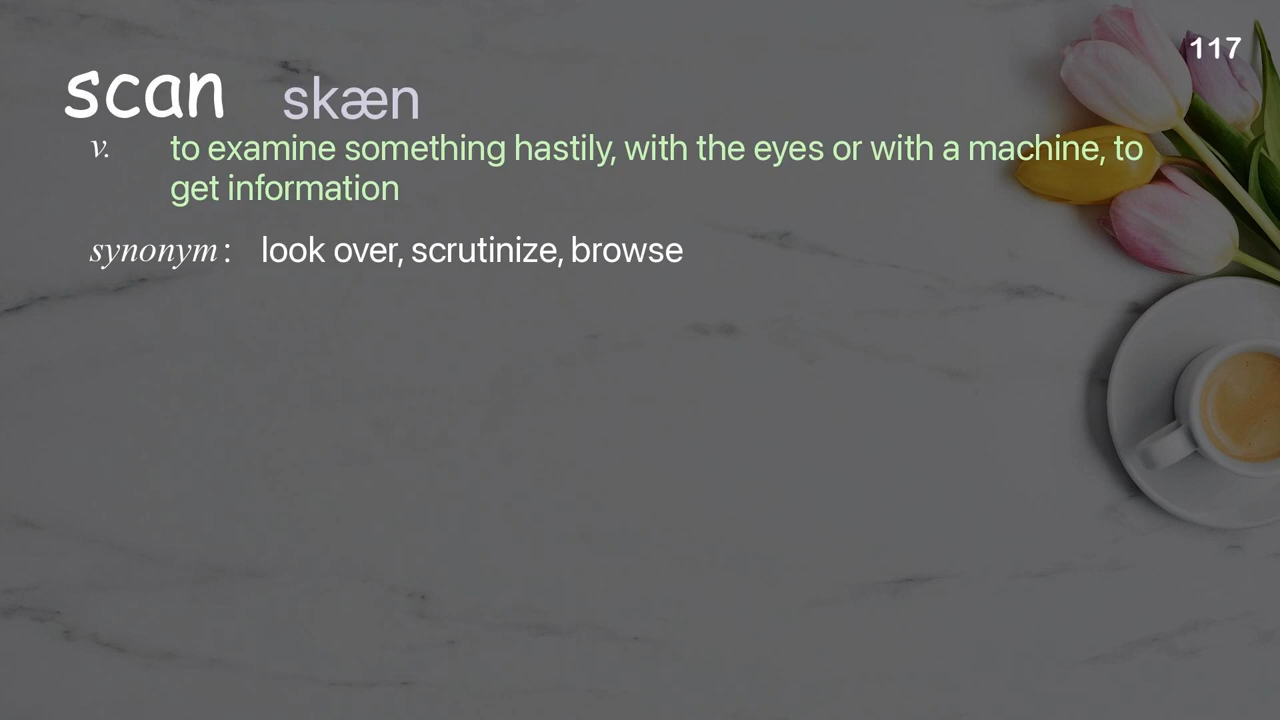 117
scan skæn
v. to examine something hastily, with the eyes or with a machine, to
get information
synonym: look over, scrutinize, browse